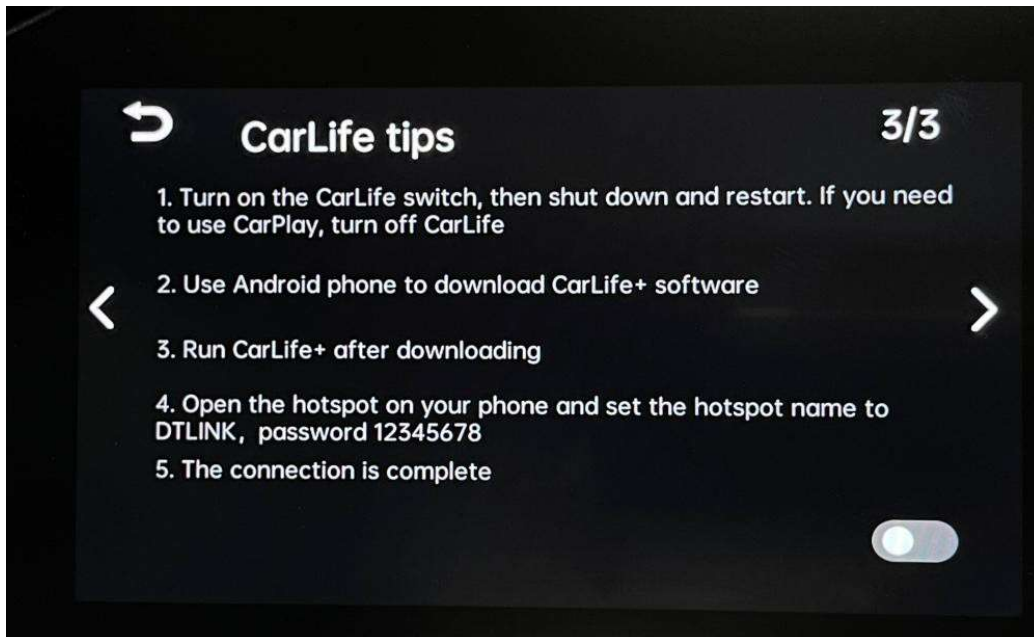 CarLife tips
3/3
1. Turn on the CarLife switch, then shut down and restart. If you need
to use CarPlay, turn off CarLife
2. Use Android phone to download CarLife+ software
3. Run CarLife+ after downloading
4. Open the hotspot on your phone and set the hotspot name to
DTLINK, password 12345678
5. The connection is complete